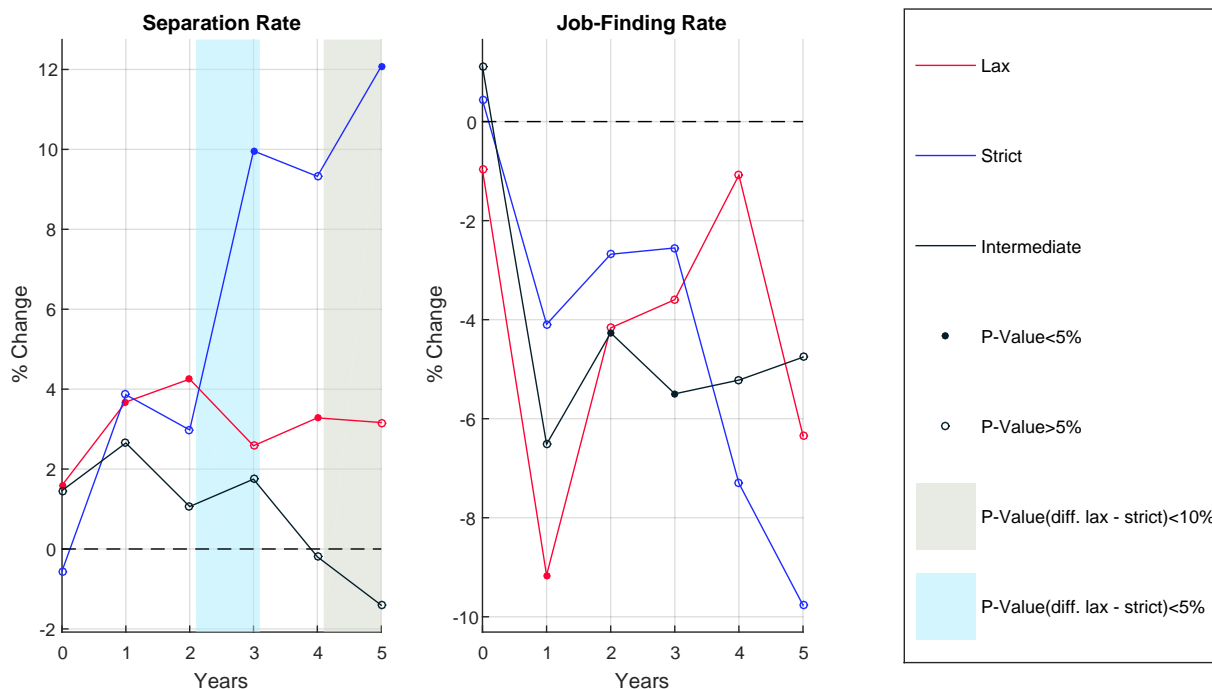 Separation Rate
12
10
8
6
4
2
0
-2
% Change
0 1 2 3 4 5
Years
Job-Finding Rate
0
-2
-4
-6
-8
-10
% Change
0 1 2 3 4 5
Years
Lax
Strict
Intermediate
P-Value<5%
P-Value>5%
P-Value(diff. lax - strict)<10%
P-Value(diff. lax - strict)<5%